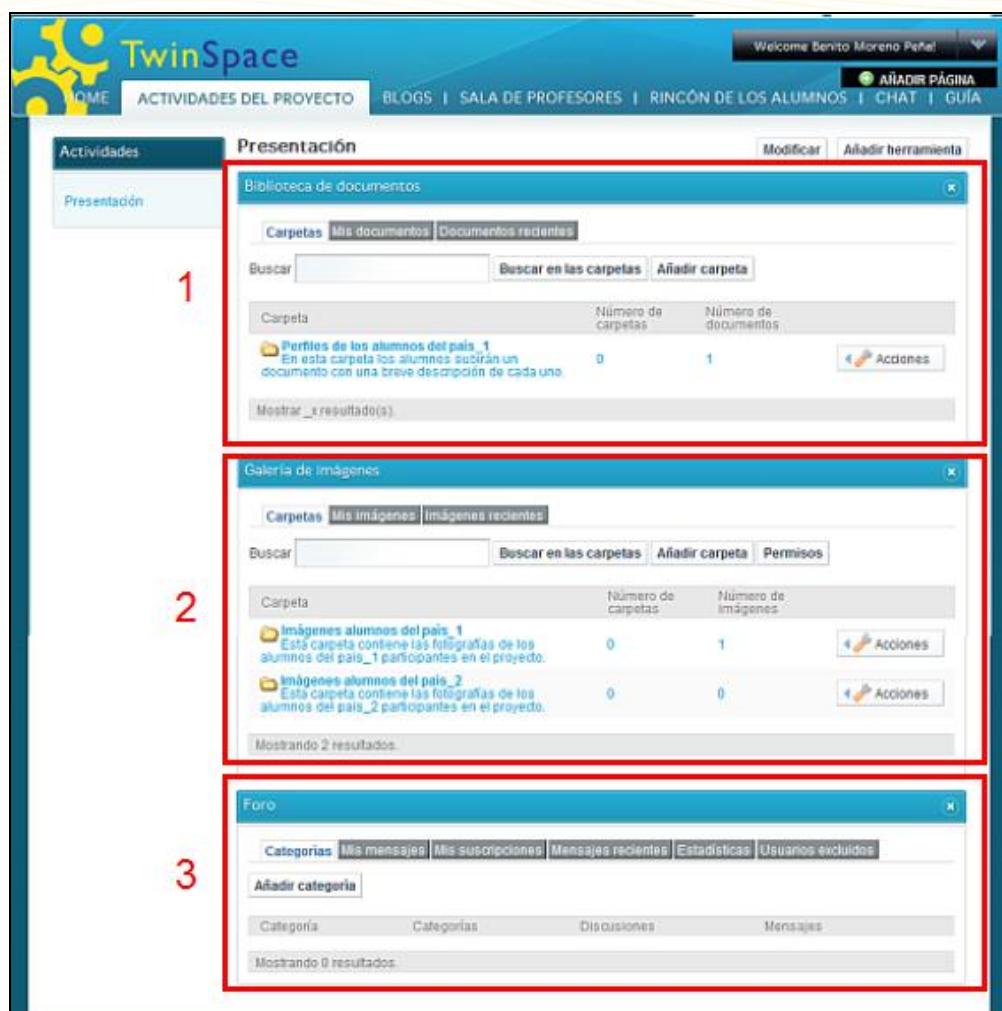 TwinSpace
Welcome Benito Moreno Peña!
AÑADIR PÁGINA
HOME ACTIVIDADES DEL PROYECTO BLOGS | SALA DE PROFESORES | RINCÓN DE LOS ALUMNOS | CHAT | GUÍA
Actividades
Presentación
Presentación
Modificar Añadir herramienta
1
Biblioteca de documentos
Carpetas Mis documentos Documentos recientes
Buscar Buscar en las carpetas Añadir carpeta
Carpeta Número de carpetas Número de documentos
Perfiles de los alumnos del país_1
En esta carpeta los alumnos subirán un
documento con una breve descripción de cada uno.
0 1 Acciones
Mostrar _x resultado(s).
2
Galería de imágenes
Carpetas Mis imágenes Imágenes recientes
Buscar Buscar en las carpetas Añadir carpeta Permisos
Carpeta Número de carpetas Número de imágenes
Imágenes alumnos del país_1
Esta carpeta contiene las fotografías de los
alumnos del país_1 participantes en el proyecto.
0 1 Acciones
Imágenes alumnos del país_2
Esta carpeta contiene las fotografías de los
alumnos del país_2 participantes en el proyecto.
0 0 Acciones
Mostrando 2 resultados.
3
Foro
Categorías Mis mensajes Mis suscripciones Mensajes recientes Estadísticas Usuarios excluidos
Añadir categoría
Categoría Categorías Discusiones Mensajes
Mostrando 0 resultados.